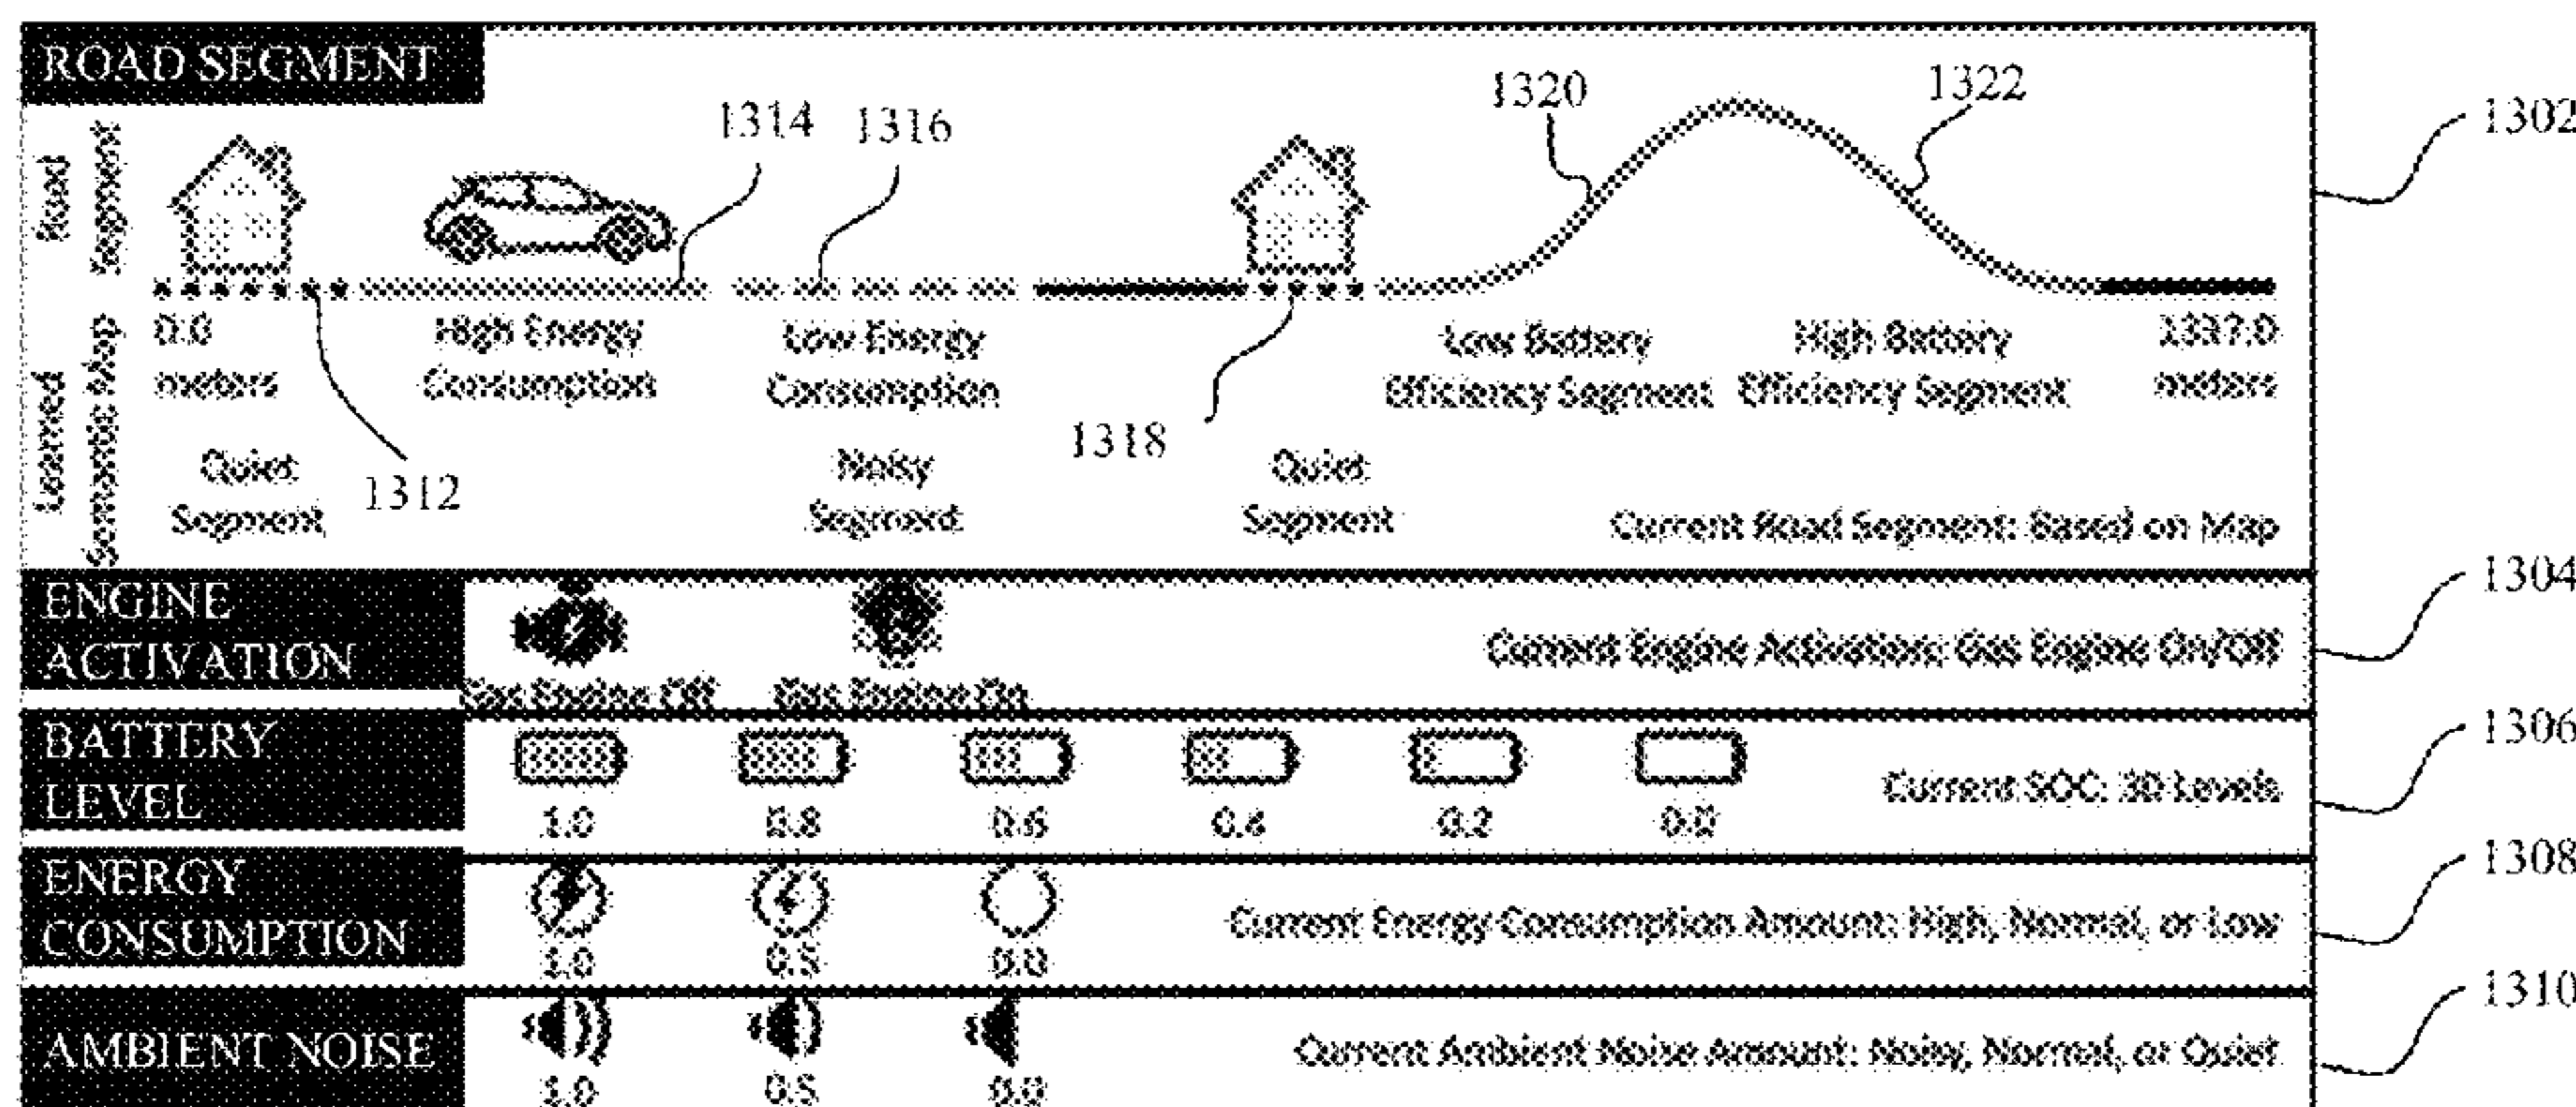 ROAD SEGMENT
1320
1322
1314 1316
1302
Road
Segment
Learned
Semantic Map
0.0
meters
High Energy
Consumption
Low Energy
Consumption
Low Battery
Efficiency Segment
High Battery
Efficiency Segment
meters
1318
Quiet
Segment
1312
Noisy
Segment
Quiet
Segment
Current Road Segment: Based on Map
ENGINE
ACTIVATION
Gas Engine Off
Gas Engine On
Current Engine Activation: Gas Engine On/Off
1304
BATTERY
LEVEL
1.0 0.8 0.6 0.4 0.2 0.0
Current SOC: Levels
1306
ENERGY
CONSUMPTION
1.0 0.5 0.0
Current Energy Consumption Amount: High, Normal, or Low
1308
AMBIENT NOISE
1.0 0.5 0.0
Current Ambient Noise Amount: Noisy, Normal, or Quiet
1310